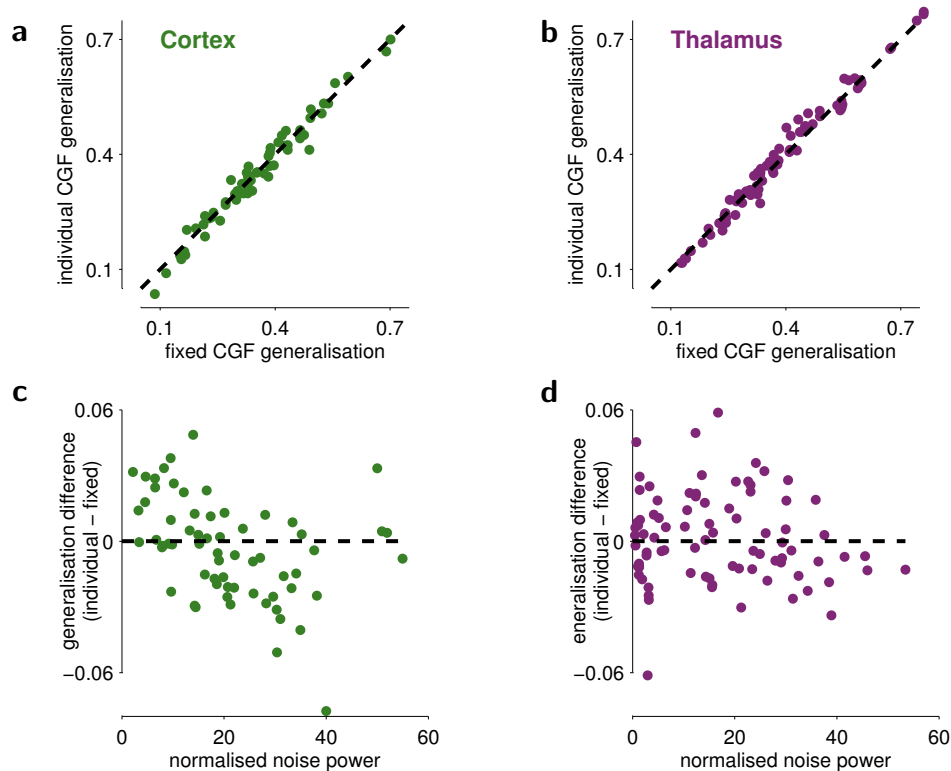 a
Cortex
individual CGF generalisation
0.7
0.4
0.1
0.1 0.4 0.7
fixed CGF generalisation
b
Thalamus
individual CGF generalisation
0.7
0.4
0.1
0.1 0.4 0.7
fixed CGF generalisation
c
generalisation difference
(individual – fixed)
0.06
0
−0.06
0 20 40 60
normalised noise power
d
eneralisation difference
(individual – fixed)
0.06
0
−0.06
0 20 40 60
normalised noise power